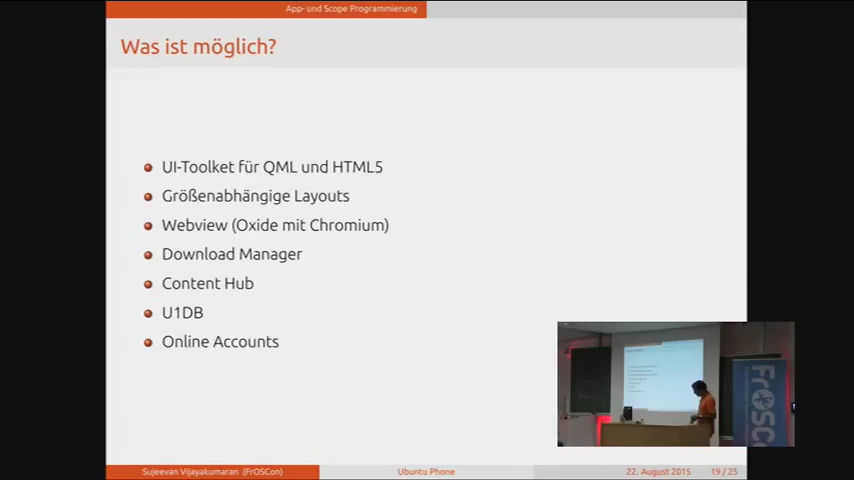 App- und Scope Programmierung
Was ist möglich?
UI-Toolket für QML und HTML5
Größenabhängige Layouts
Webview (Oxide mit Chromium)
Download Manager
Content Hub
U1DB
Online Accounts
FrOSCon
Sujeevan Vijayakumaran (FrOSCon)
Ubuntu Phone
22. August 2015
19 / 25